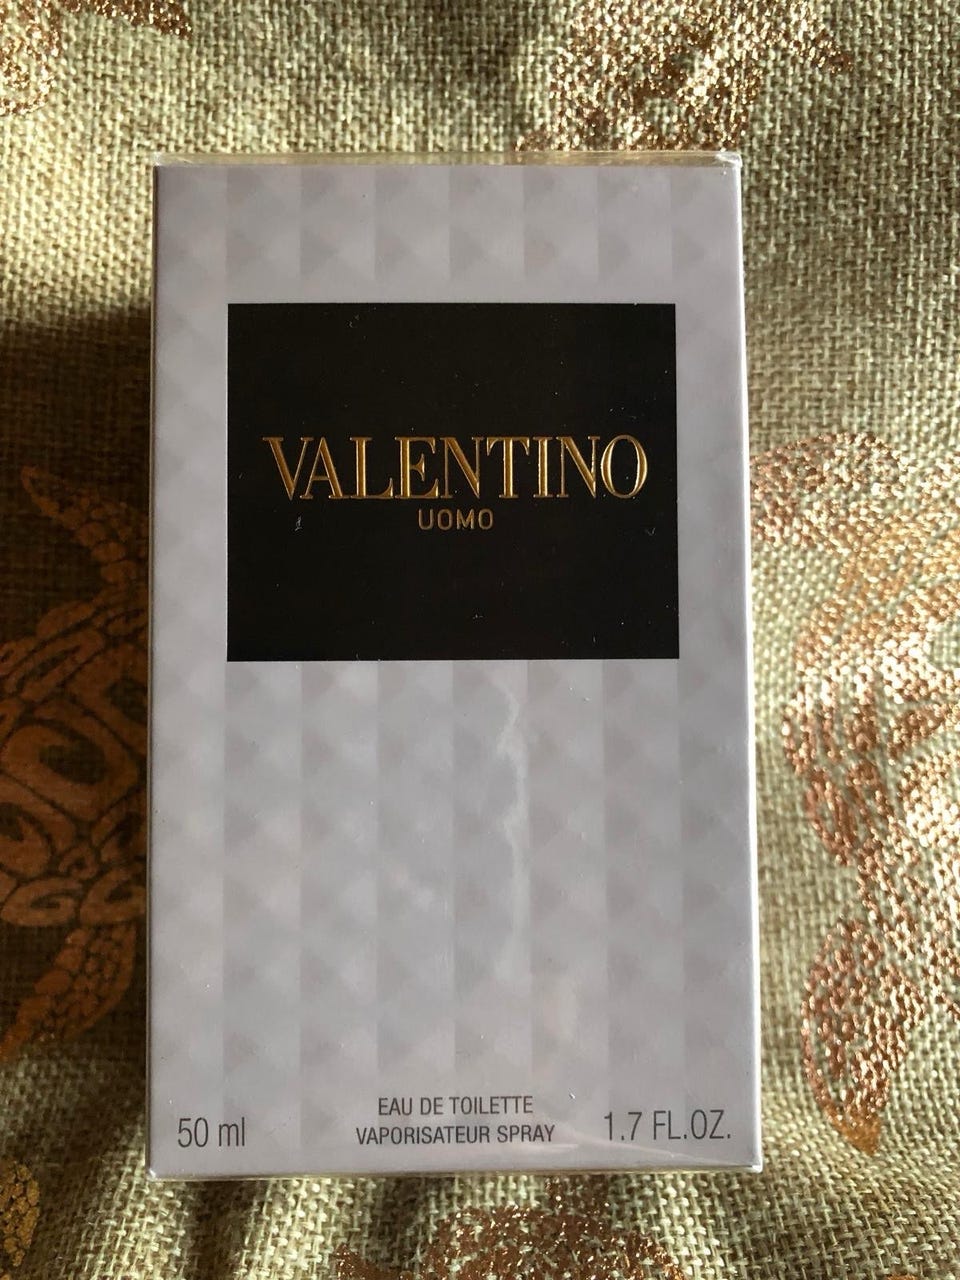 VALENTINO
UOMO
EAU DE TOILETTE
50 ml VAPORISATEUR SPRAY 1.7 FL.OZ.